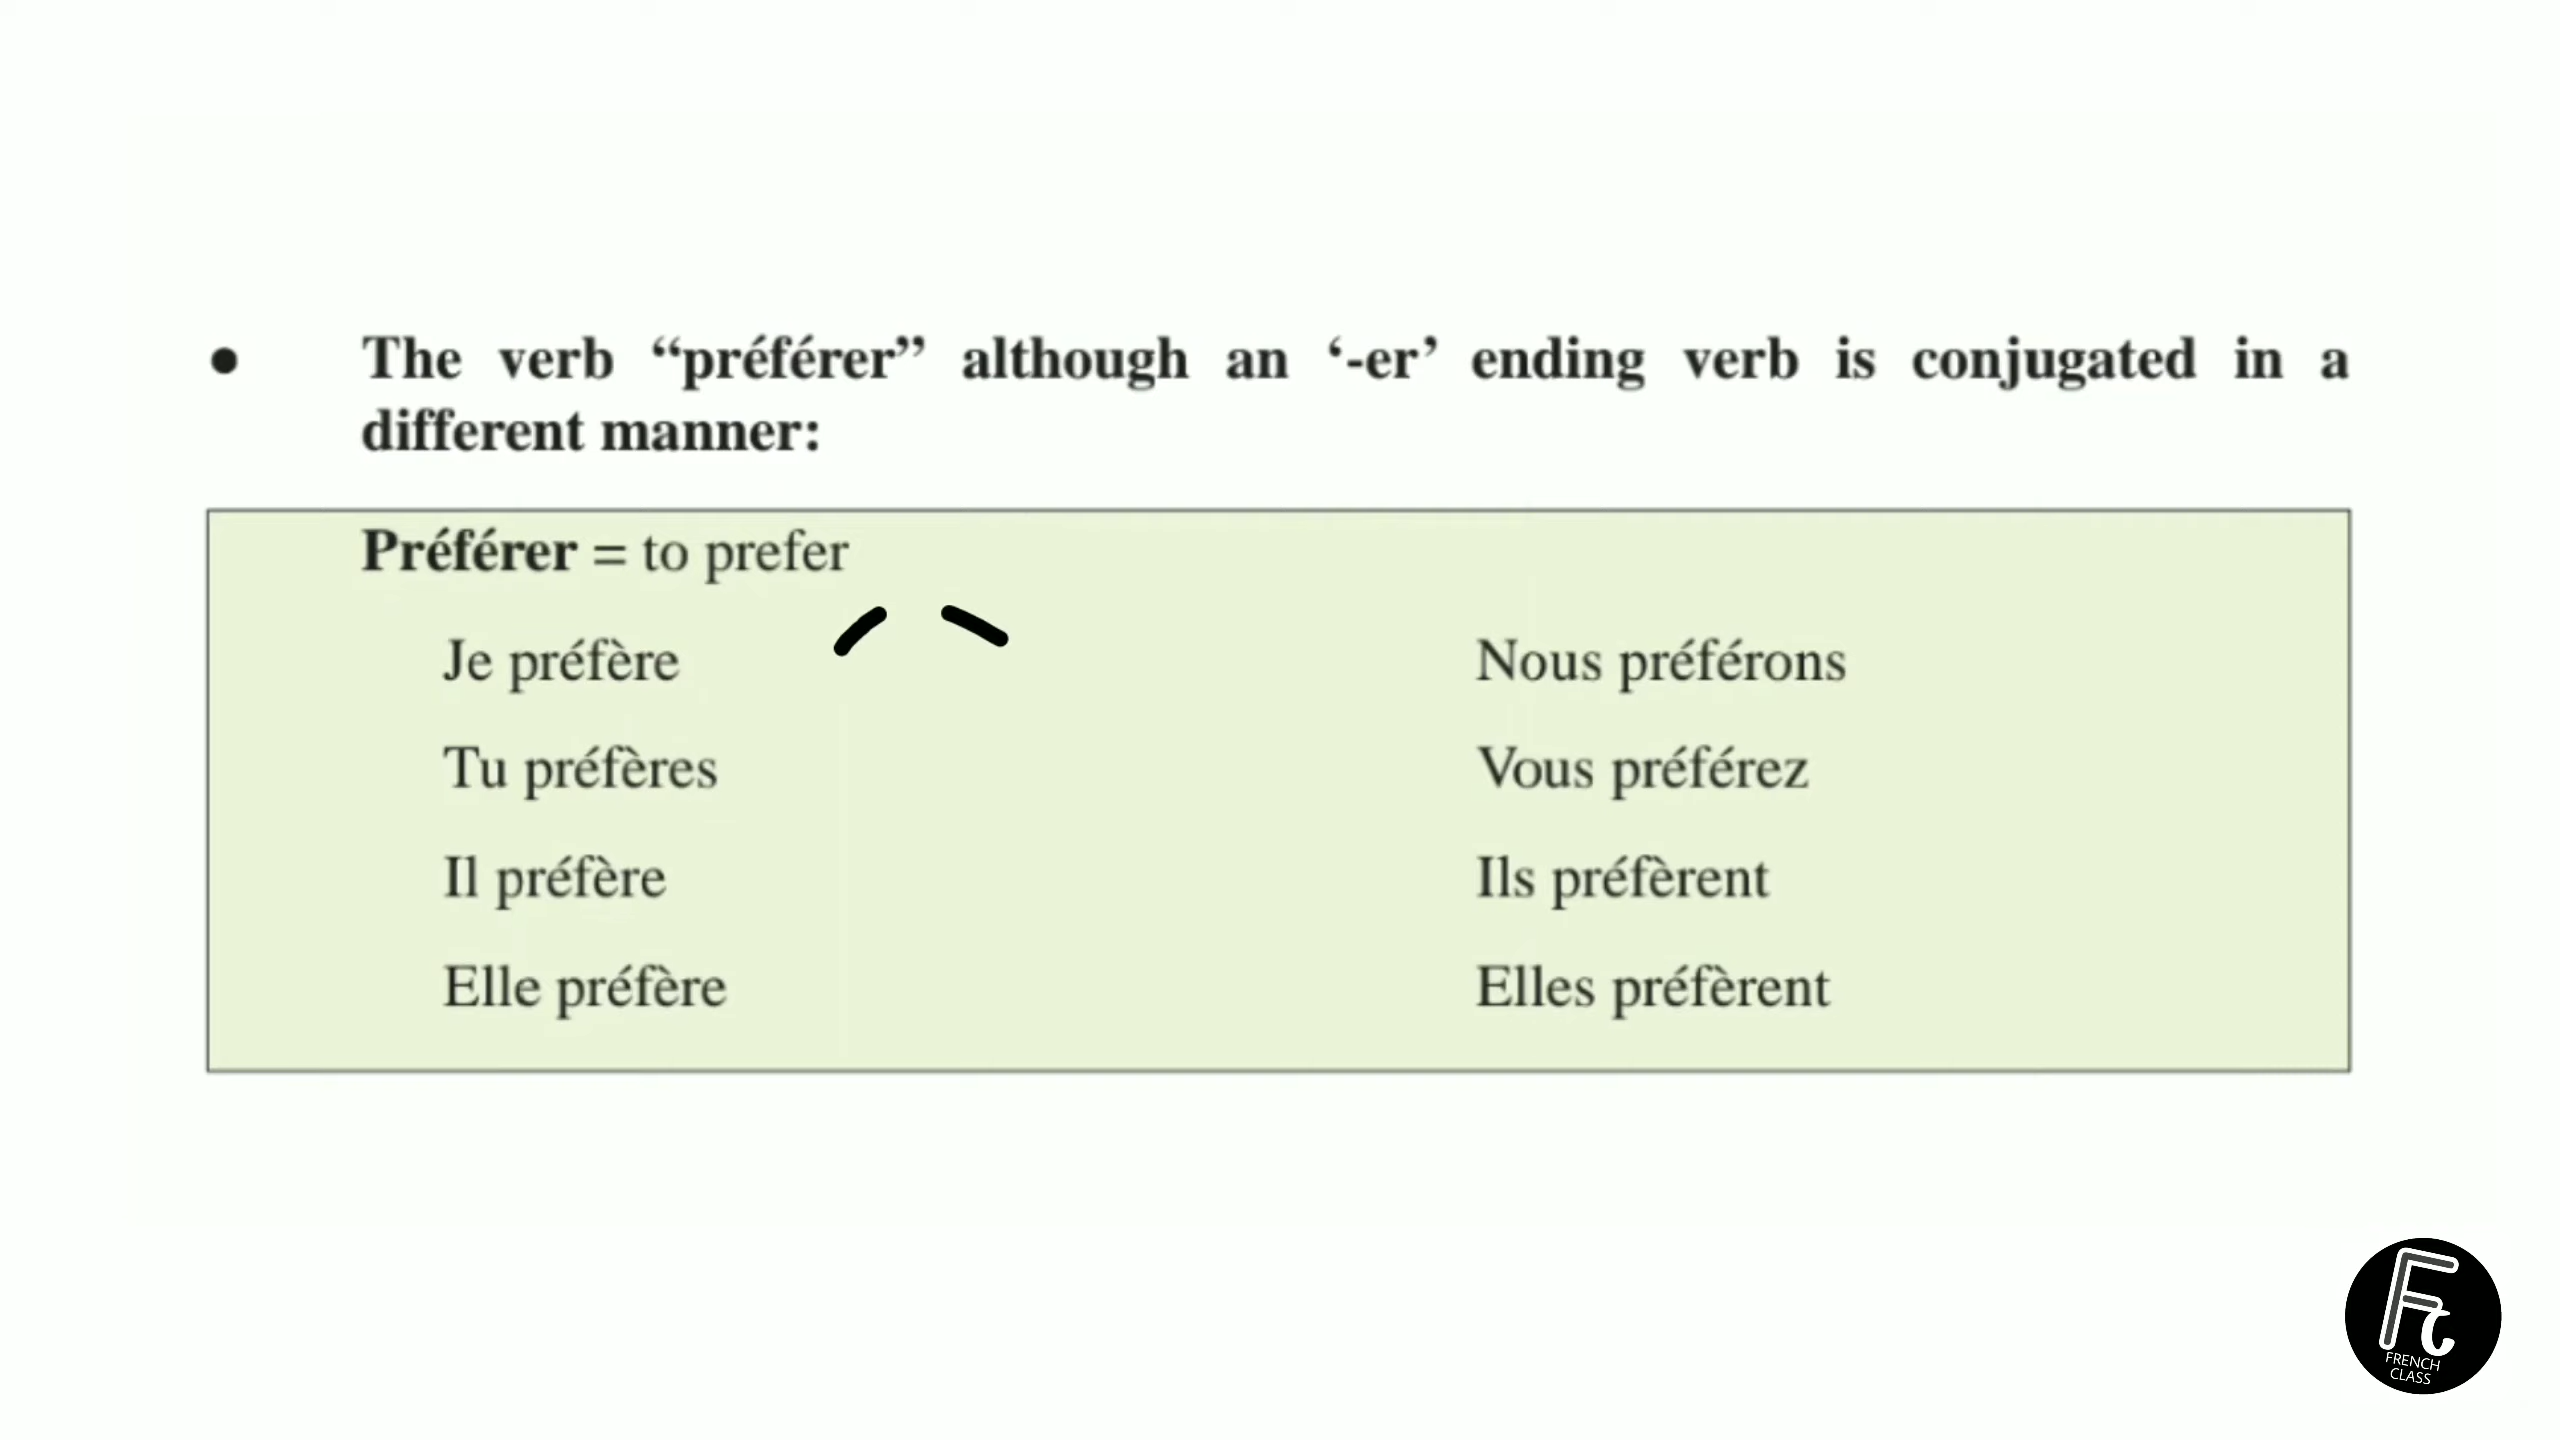 • The verb “préférer” although an ‘-er’ ending verb is conjugated in a
different manner:
Préférer = to prefer
Je préfère
Nous préférons
Tu préfères
Vous préférez
Il préfère
Ils préfèrent
Elle préfère
Elles préfèrent
Fc
FRENCH
CLASS